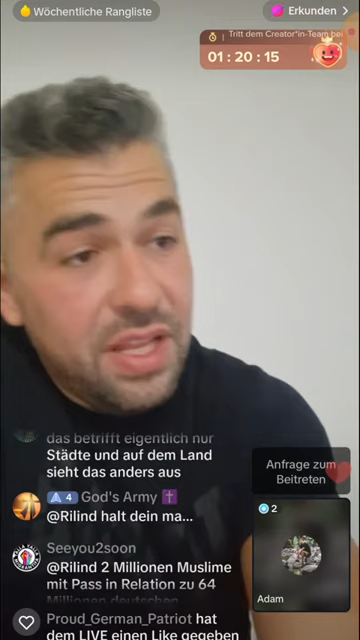 Wöchentliche Rangliste
Erkunden
Tritt dem Creator*in-Team bei
01 : 20 : 15
das betrifft eigentlich nur
Städte und auf dem Land
sieht das anders aus
Anfrage zum
Beitreten
4 God's Army
@Rilind halt dein ma...
2
Seeyou2soon
@Rilind 2 Millionen Muslime
mit Pass in Relation zu 64
Millionen deutschen
Adam
Proud_German_Patriot hat
dem LIVE einen Like gegeben